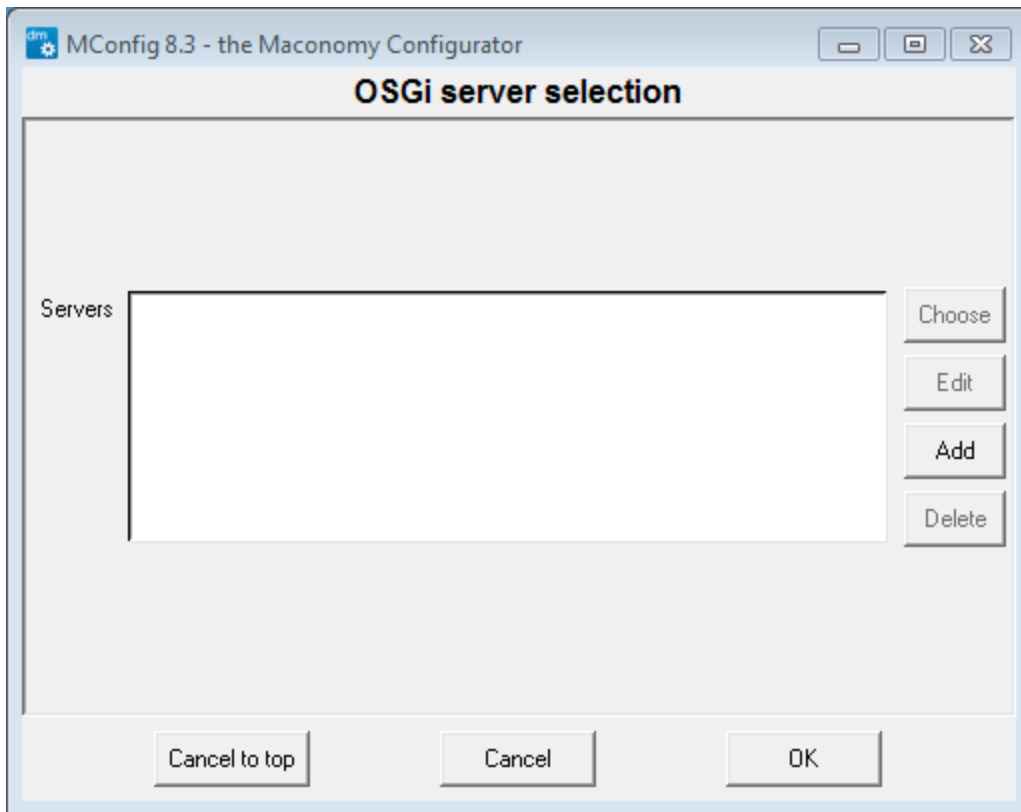 dm
MConfig 8.3 - the Maconomy Configurator
OSGi server selection
Servers
Choose
Edit
Add
Delete
Cancel to top
Cancel
OK